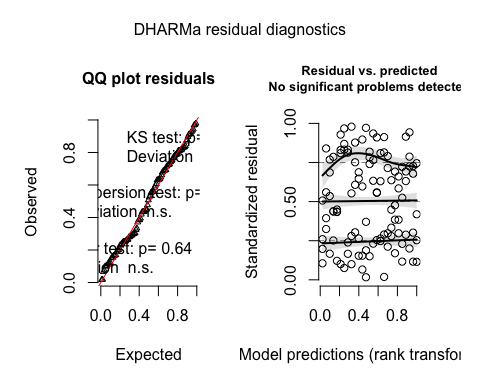 DHARMa residual diagnostics
QQ plot residuals
KS test: p=
Deviation
persion test: p=
iation n.s.
r test: p= 0.64
on n.s.
Observed
0.0 0.4 0.8
0.0 0.4 0.8
Expected
Residual vs. predicted
No significant problems detecte
Standardized residual
0.00 0.50 1.00
0.0 0.4 0.8
Model predictions (rank transfor